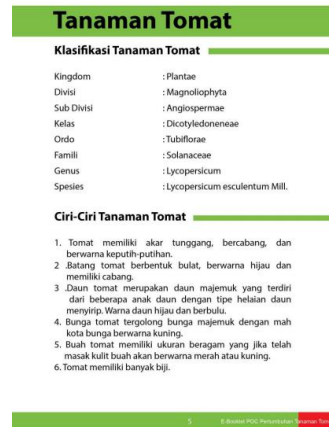 Tanaman Tomat
Klasifikasi Tanaman Tomat
Kingdom : Plantae
Divisi : Magnoliophyta
Sub Divisi : Angiospermae
Kelas : Dicotyledoneneae
Ordo : Tubiflorae
Famili : Solanaceae
Genus : Lycopersicum
Spesies : Lycopersicum esculentum Mill.
Ciri-Ciri Tanaman Tomat
1. Tomat memiliki akar tunggang, bercabang, dan
berwarna keputih-putihan.
2 .Batang tomat berbentuk bulat, berwarna hijau dan
memiliki cabang.
3 .Daun tomat merupakan daun majemuk yang terdiri
dari beberapa anak daun dengan tipe helaian daun
menyirip. Warna daun hijau dan berbulu.
4. Bunga tomat tergolong bunga majemuk dengan mah
kota bunga berwarna kuning.
5. Buah tomat memiliki ukuran beragam yang jika telah
masak kulit buah akan berwarna merah atau kuning.
6. Tomat memiliki banyak biji.
5 E-Booklet PGC Pertumbuhan Tanaman Tom